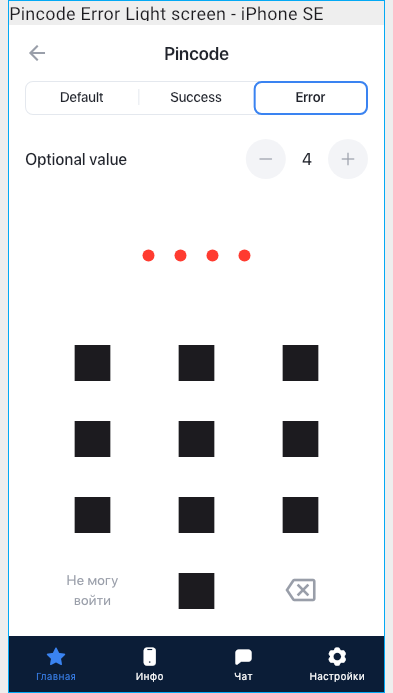 Pincode Error Light screen - iPhone SE
Pincode
Default
Success
Error
Optional value
4
Не могу
войти
Главная
Инфо
Чат
Настройки